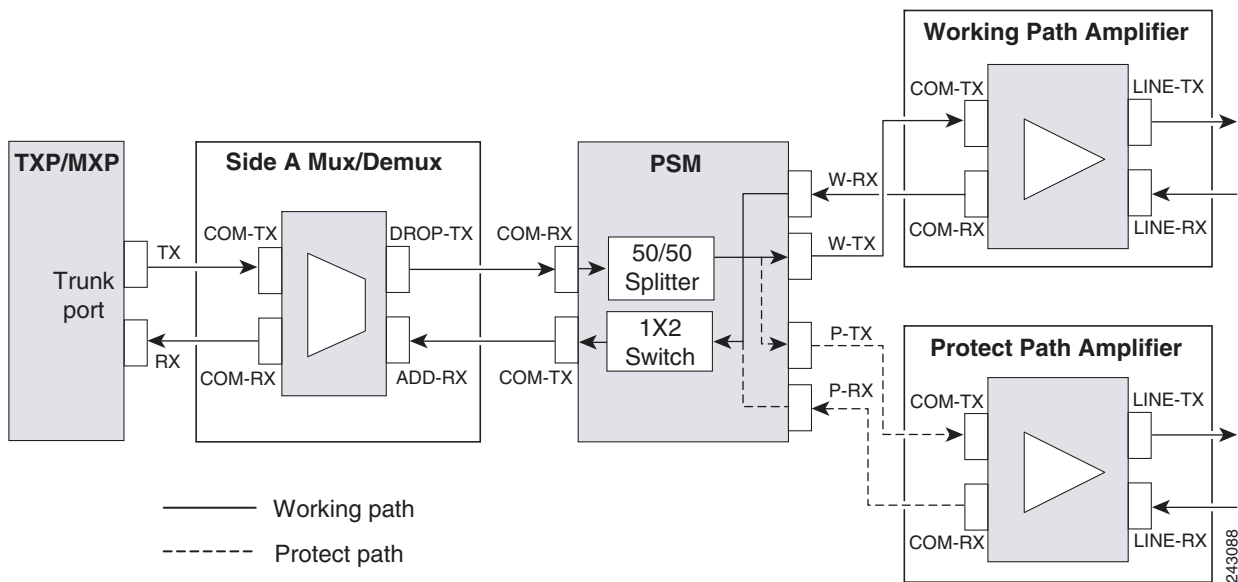 Working Path Amplifier
COM-TX
LINE-TX
COM-RX
LINE-RX
TXP/MXP
Trunk
port
TX
RX
Side A Mux/Demux
COM-TX
DROP-TX
COM-RX
ADD-RX
PSM
COM-RX
50/50
Splitter
1X2
Switch
COM-TX
W-RX
W-TX
P-TX
P-RX
Protect Path Amplifier
COM-TX
LINE-TX
COM-RX
LINE-RX
Working path
Protect path
243088